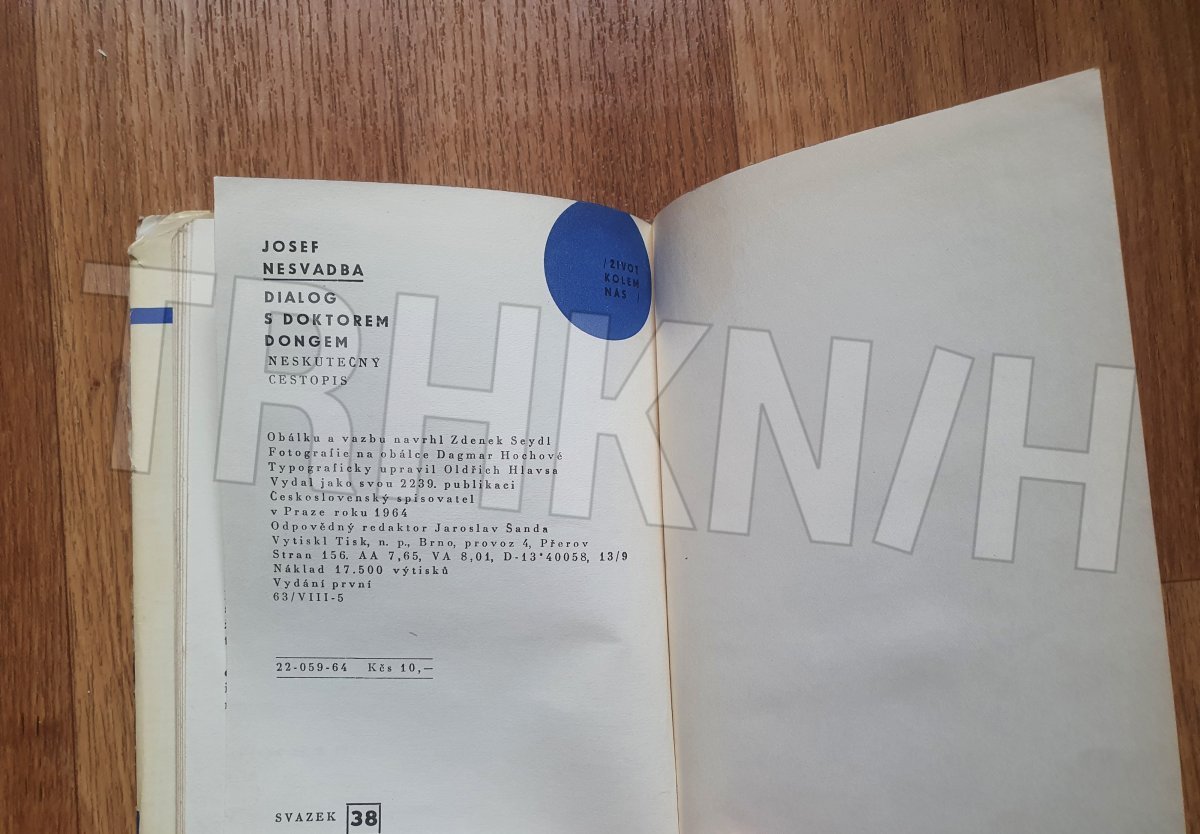 JOSEF
NESVADBA
DIALOG
S DOKTOREM
DONGEM
NESKUTEČNÝ
CESTOPIS
/ŽIVOT
KOLEM
NÁS /
Obálku a vazbu navrhl Zdenek Seydl
Fotografie na obálce Dagmar Hochové
Typograficky upravil Oldřich Hlavsa
Vydal jako svou 2239. publikaci
Československý spisovatel
v Praze roku 1964
Odpovědný redaktor Jaroslav Šanda
Vytiskl Tisk, n. p., Brno, provoz 4, Přerov
Stran 156. AA 7,65, VA 8,01, D-13*40058, 13/9
Náklad 17.500 výtisků
Vydání první
63/VIII-5
22-059-64 Kčs 10,—
SVAZEK 38
TRHKN/H